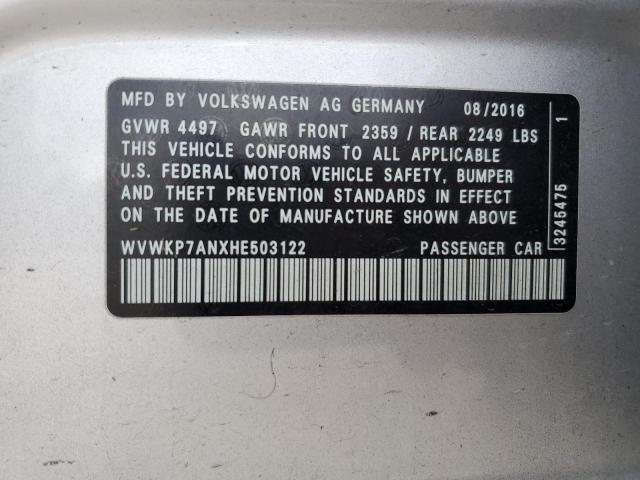 MFD BY VOLKSWAGEN AG GERMANY 08/2016
GVWR 4497 GAWR FRONT 2359 / REAR 2249 LBS
THIS VEHICLE CONFORMS TO ALL APPLICABLE
U.S. FEDERAL MOTOR VEHICLE SAFETY, BUMPER
AND THEFT PREVENTION STANDARDS IN EFFECT
ON THE DATE OF MANUFACTURE SHOWN ABOVE
WVWKP7ANXHE503122 PASSENGER CAR
3245475 1